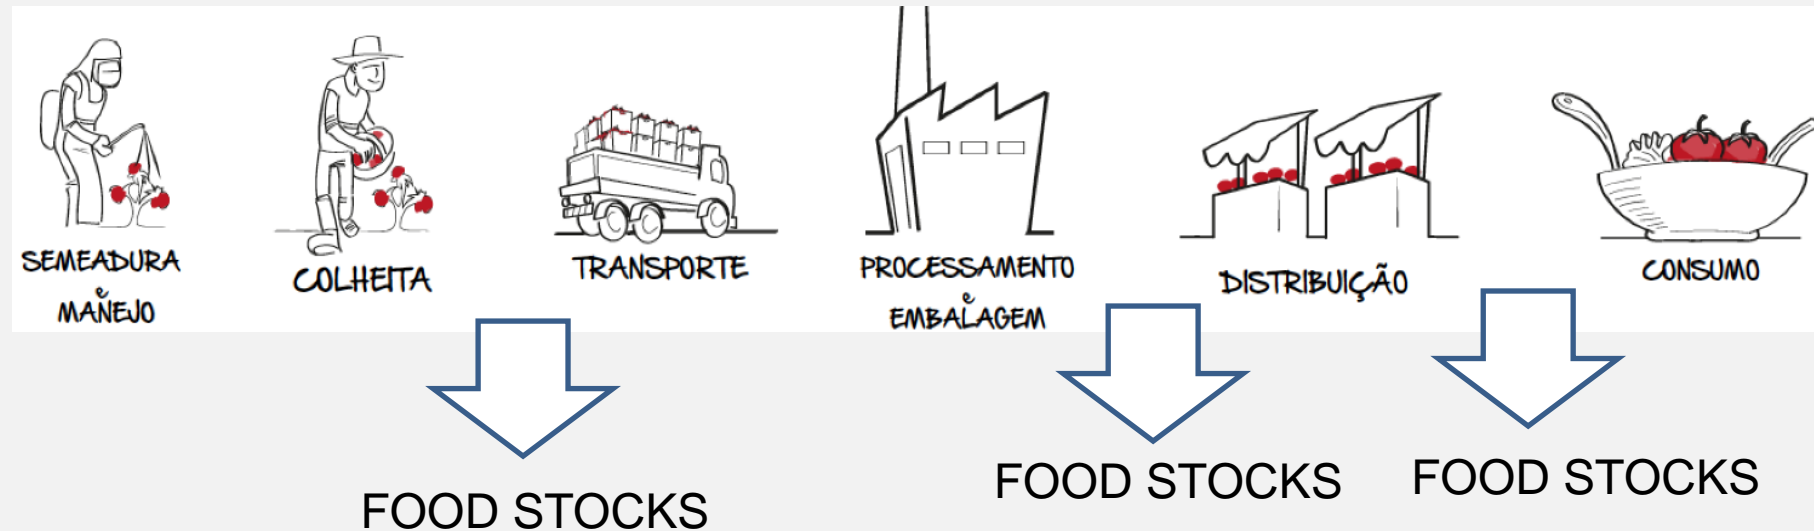 SEMEADURA
e
MANEJO
COLHEITA
TRANSPORTE
PROCESSAMENTO
e
EMBALAGEM
DISTRIBUIÇÃO
CONSUMO
FOOD STOCKS
FOOD STOCKS
FOOD STOCKS